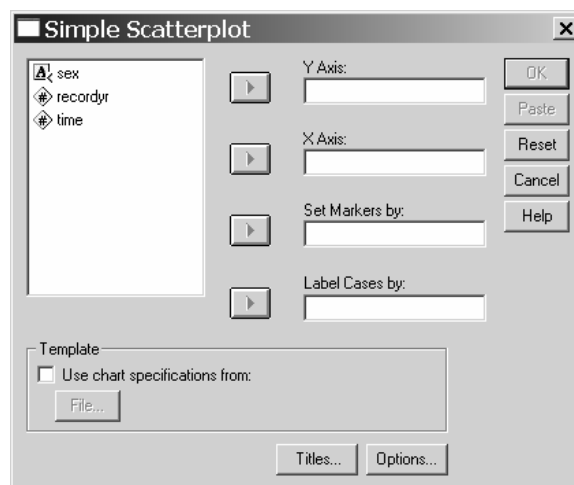 Simple Scatterplot
sex
recordyr
time
Y Axis:
X Axis:
Set Markers by:
Label Cases by:
OK
Paste
Reset
Cancel
Help
Template
Use chart specifications from:
File...
Titles...
Options...